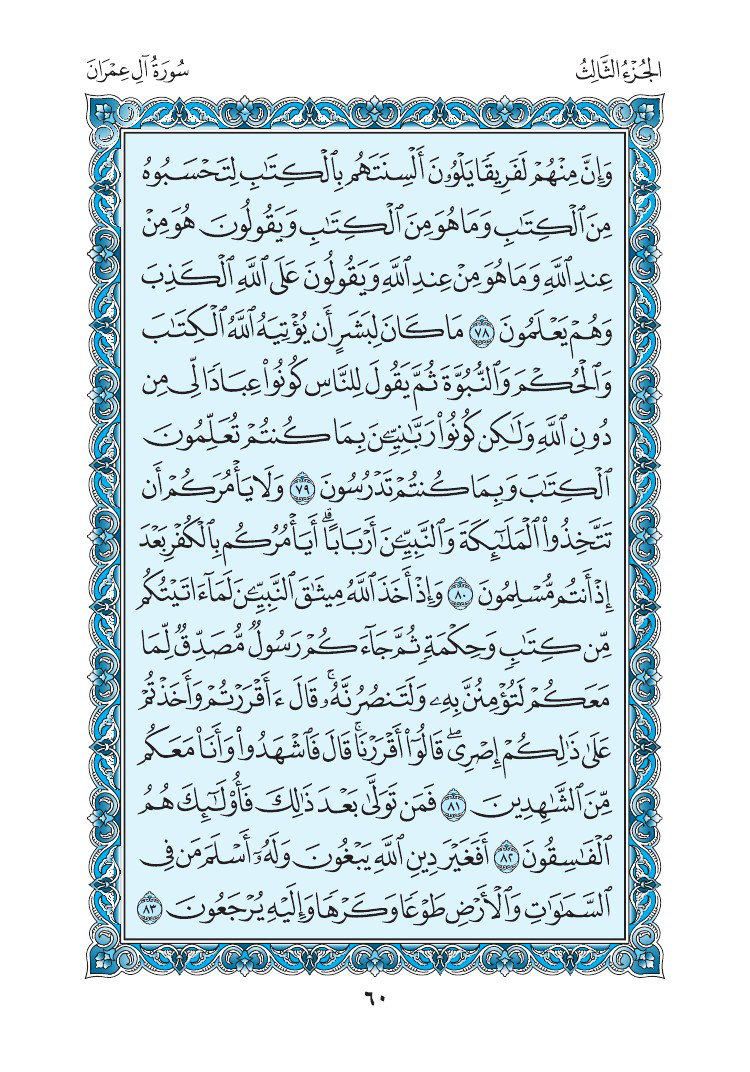 الجُزْءُ الثَّالِثُ
سُورَةُ آلِ عِمْرَانَ
وَإِنَّ مِنْهُمْ لَفَرِيقًا يَلْوُۥنَ أَلْسِنَتَهُم بِٱلْكِتَٰبِ لِتَحْسَبُوهُ
مِنَ ٱلْكِتَٰبِ وَمَا هُوَ مِنَ ٱلْكِتَٰبِ وَيَقُولُونَ هُوَ مِنْ
عِندِ ٱللَّهِ وَمَا هُوَ مِنْ عِندِ ٱللَّهِ وَيَقُولُونَ عَلَى ٱللَّهِ ٱلْكَذِبَ
وَهُمْ يَعْلَمُونَ ٧٨ مَا كَانَ لِبَشَرٍ أَن يُؤْتِيَهُ ٱللَّهُ ٱلْكِتَٰبَ
وَٱلْحُكْمَ وَٱلنُّبُوَّةَ ثُمَّ يَقُولَ لِلنَّاسِ كُونُوا۟ عِبَادًا لِّى مِن
دُونِ ٱللَّهِ وَلَٰكِن كُونُوا۟ رَبَّٰنِيِّۦنَ بِمَا كُنتُمْ تُعَلِّمُونَ
ٱلْكِتَٰبَ وَبِمَا كُنتُمْ تَدْرُسُونَ ٧٩ وَلَا يَأْمُرَكُمْ أَن
تَتَّخِذُوا۟ ٱلْمَلَٰٓئِكَةَ وَٱلنَّبِيِّۦنَ أَرْبَابًا ۗ أَيَأْمُرُكُم بِٱلْكُفْرِ بَعْدَ
إِذْ أَنتُم مُّسْلِمُونَ ٨٠ وَإِذْ أَخَذَ ٱللَّهُ مِيثَٰقَ ٱلنَّبِيِّۦنَ لَمَآ ءَاتَيْتُكُم
مِّن كِتَٰبٍ وَحِكْمَةٍ ثُمَّ جَآءَكُمْ رَسُولٌ مُّصَدِّقٌ لِّمَا
مَعَكُمْ لَتُؤْمِنُنَّ بِهِۦ وَلَتَنصُرُنَّهُۥ ۚ قَالَ ءَأَقْرَرْتُمْ وَأَخَذْتُمْ
عَلَىٰ ذَٰلِكُمْ إِصْرِى ۖ قَالُوٓا۟ أَقْرَرْنَا ۚ قَالَ فَٱشْهَدُوا۟ وَأَنَا۠ مَعَكُم
مِّنَ ٱلشَّٰهِدِينَ ٨١ فَمَن تَوَلَّىٰ بَعْدَ ذَٰلِكَ فَأُو۟لَٰٓئِكَ هُمُ
ٱلْفَٰسِقُونَ ٨٢ أَفَغَيْرَ دِينِ ٱللَّهِ يَبْغُونَ وَلَهُۥٓ أَسْلَمَ مَن فِى
ٱلسَّمَٰوَٰتِ وَٱلْأَرْضِ طَوْعًا وَكَرْهًا وَإِلَيْهِ يُرْجَعُونَ ٨٣
٦٠